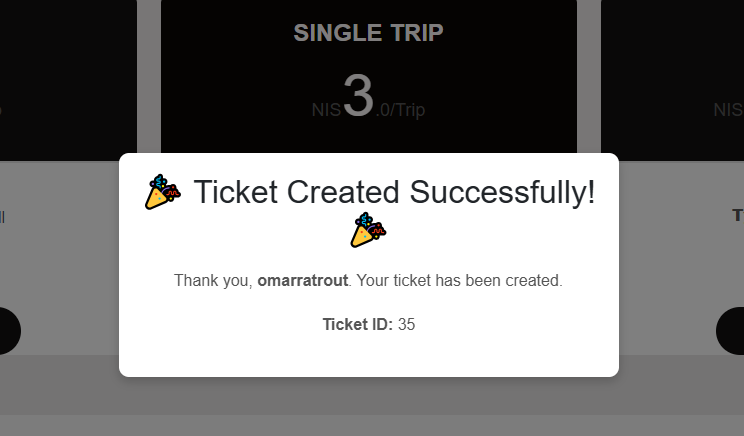 SINGLE TRIP
NIS3.0/Trip
NIS
🎉 Ticket Created Successfully!
🎉
Thank you, omarratrout. Your ticket has been created.
Ticket ID: 35